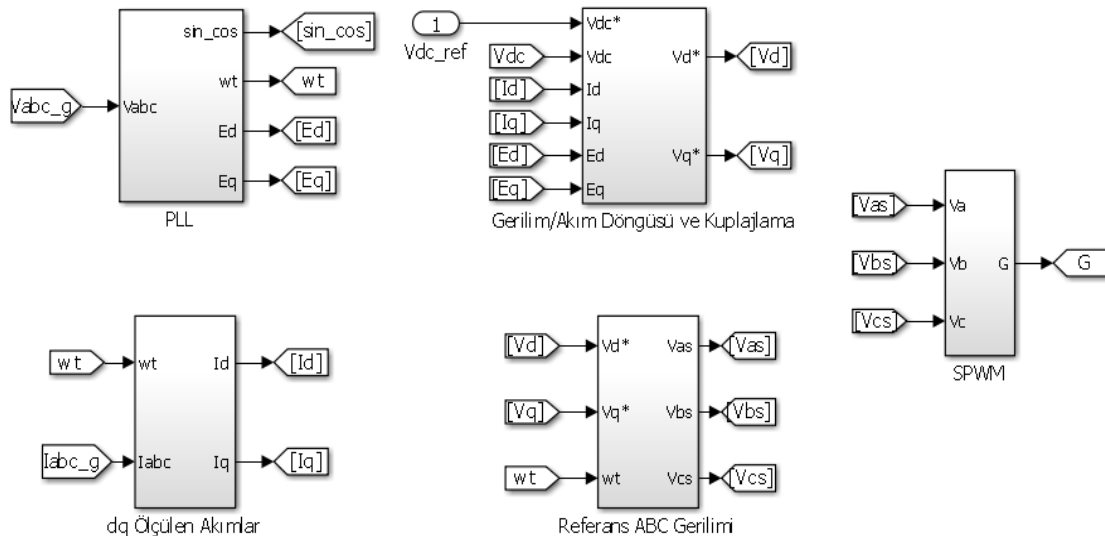 Vabc_g
Vabc
sin_cos
wt
Ed
Eq
[sin_cos]
wt
[Ed]
[Eq]
PLL
1
Vdc_ref
Vdc
[Id]
[Iq]
[Ed]
[Eq]
Vdc*
Vdc
Id
Iq
Ed
Eq
Vd*
Vq*
[Vd]
[Vq]
Gerilim/Akım Döngüsü ve Kuplajlama
[Vas]
[Vbs]
[Vcs]
Va
Vb
Vc
G
G
SPWM
wt
Iabc_g
wt
Iabc
Id
Iq
[Id]
[Iq]
dq Ölçülen Akımlar
[Vd]
[Vq]
wt
Vd*
Vq*
wt
Vas
Vbs
Vcs
[Vas]
[Vbs]
[Vcs]
Referans ABC Gerilimi